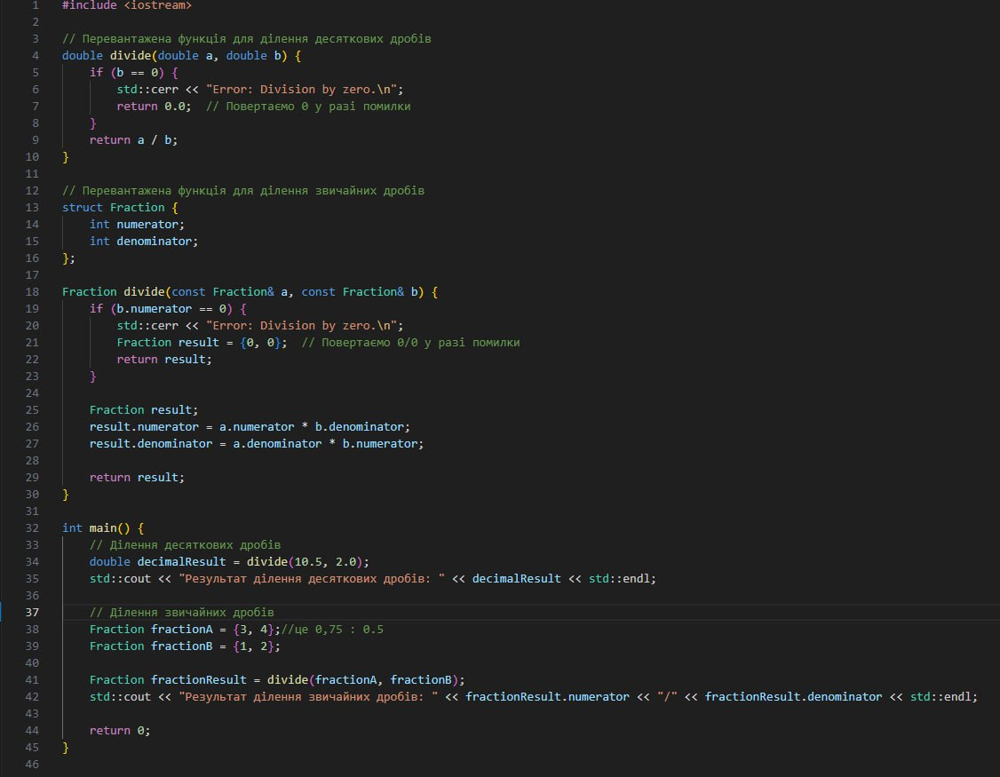 1 #include <iostream>
2
3 // Перевантажена функція для ділення десяткових дробів
4 double divide(double a, double b) {
5     if (b == 0) {
6         std::cerr << "Error: Division by zero.\n";
7         return 0.0;  // Повертаємо 0 у разі помилки
8     }
9     return a / b;
10 }
11
12 // Перевантажена функція для ділення звичайних дробів
13 struct Fraction {
14     int numerator;
15     int denominator;
16 };
17
18 Fraction divide(const Fraction& a, const Fraction& b) {
19     if (b.numerator == 0) {
20         std::cerr << "Error: Division by zero.\n";
21         Fraction result = {0, 0};  // Повертаємо 0/0 у разі помилки
22         return result;
23     }
24
25     Fraction result;
26     result.numerator = a.numerator * b.denominator;
27     result.denominator = a.denominator * b.numerator;
28
29     return result;
30 }
31
32 int main() {
33     // Ділення десяткових дробів
34     double decimalResult = divide(10.5, 2.0);
35     std::cout << "Результат ділення десяткових дробів: " << decimalResult << std::endl;
36
37     // Ділення звичайних дробів
38     Fraction fractionA = {3, 4};//це 0,75 : 0.5
39     Fraction fractionB = {1, 2};
40
41     Fraction fractionResult = divide(fractionA, fractionB);
42     std::cout << "Результат ділення звичайних дробів: " << fractionResult.numerator << "/" << fractionResult.denominator << std::endl;
43
44     return 0;
45 }
46